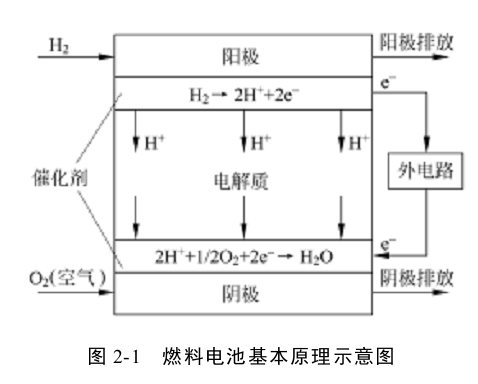 H₂
阳极
阳极排放
H₂→2H⁺+2e⁻
e⁻
H⁺ H⁺ H⁺
催化剂
电解质
外电路
2H⁺+1/2O₂+2e⁻→H₂O
e⁻
O₂(空气)
阴极
阴极排放
图 2-1 燃料电池基本原理示意图